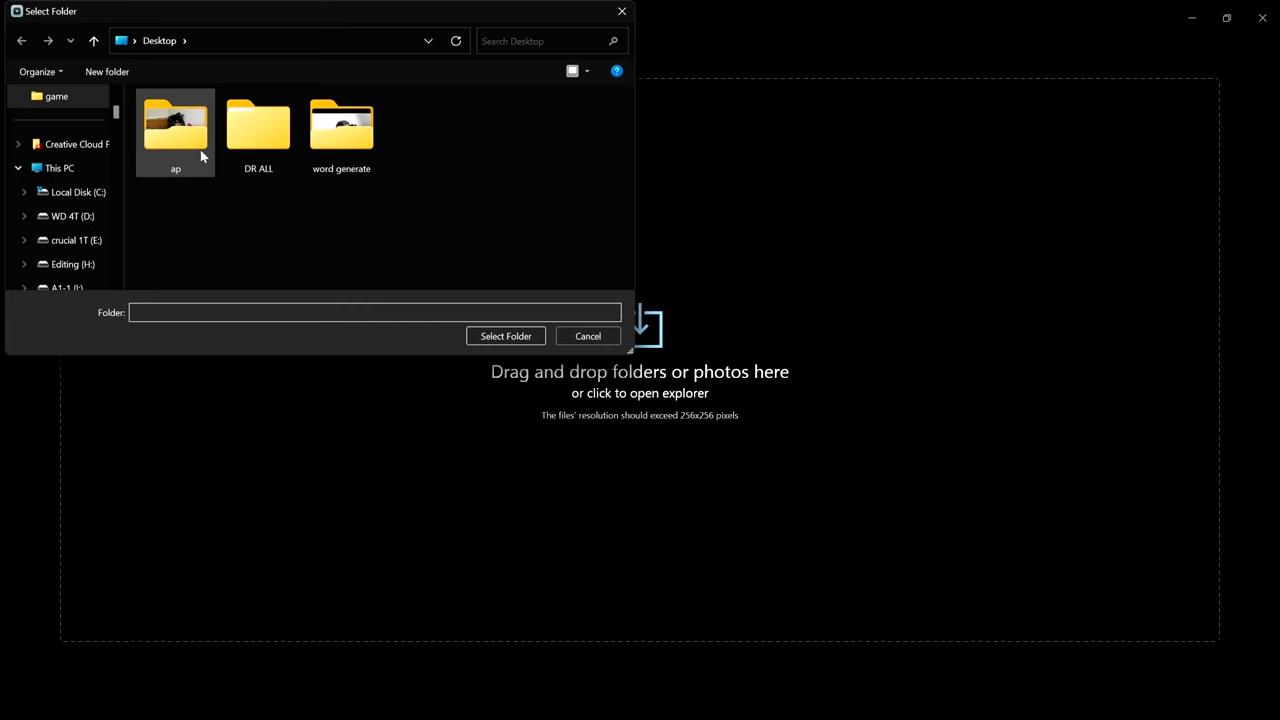 Select Folder
Desktop
Search Desktop
Organize
New folder
game
Creative Cloud F
This PC
Local Disk (C:)
WD 4T (D:)
crucial 1T (E:)
Editing (H:)
A1-1 (I:)
ap
DR ALL
word generate
Folder:
Select Folder
Cancel
Drag and drop folders or photos here
or click to open explorer
The files' resolution should exceed 256x256 pixels